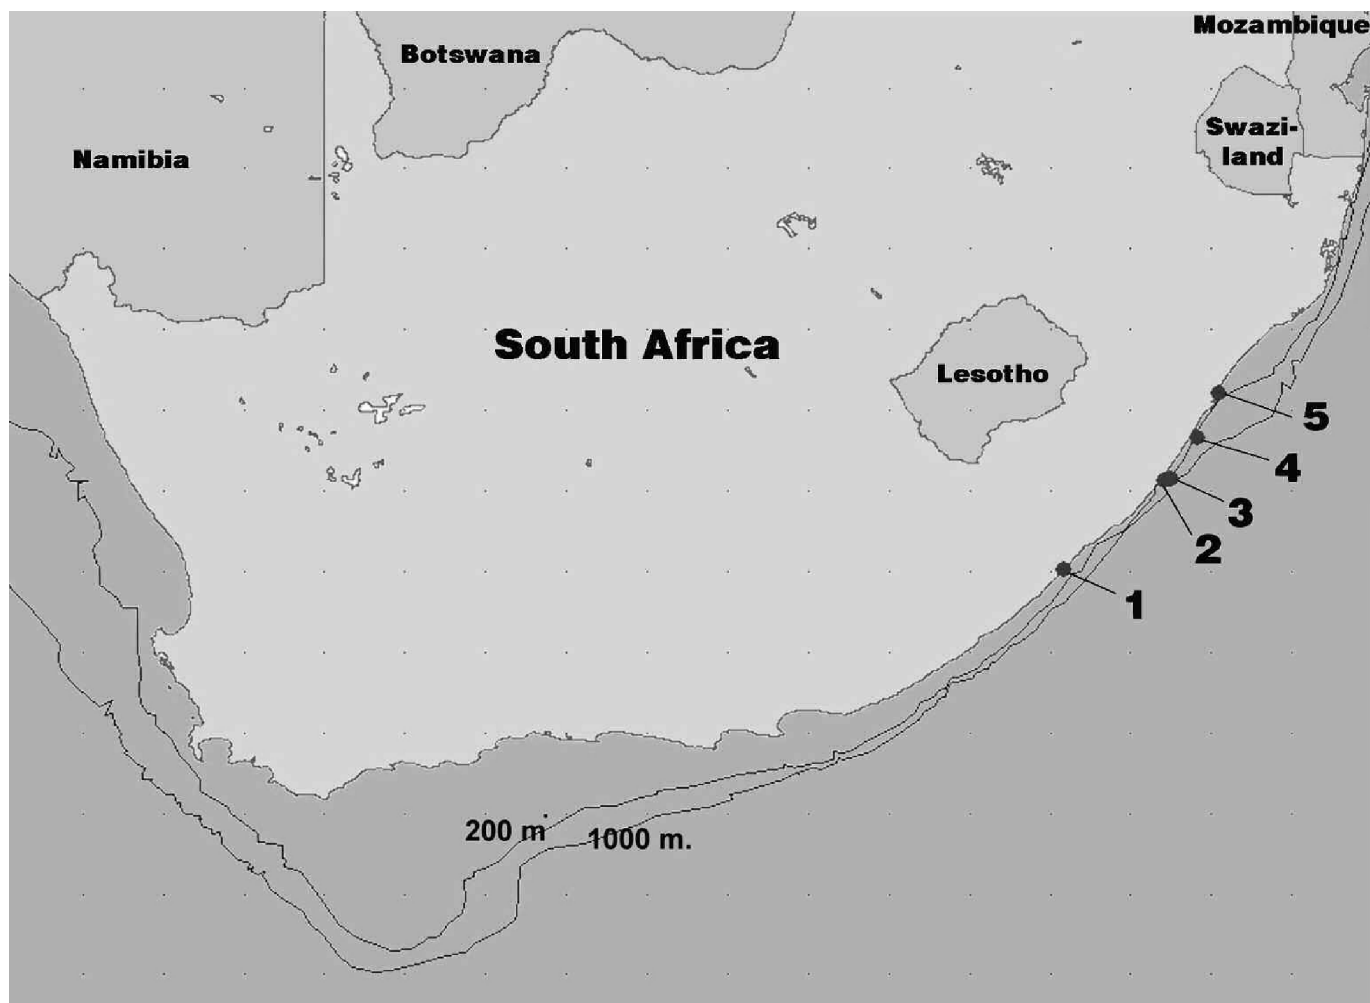 Mozambique
Botswana
Swazi-
land
Namibia
South Africa
Lesotho
5
4
3
2
1
200 m
1000 m.